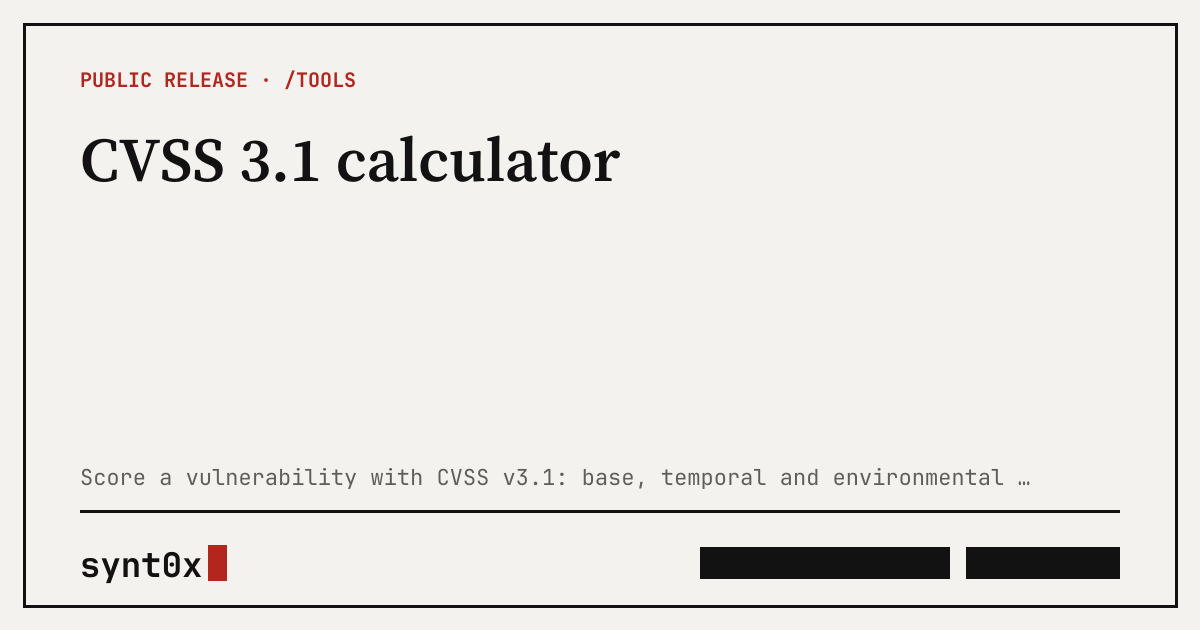 PUBLIC RELEASE · /TOOLS
CVSS 3.1 calculator
Score a vulnerability with CVSS v3.1: base, temporal and environmental …
synt0x